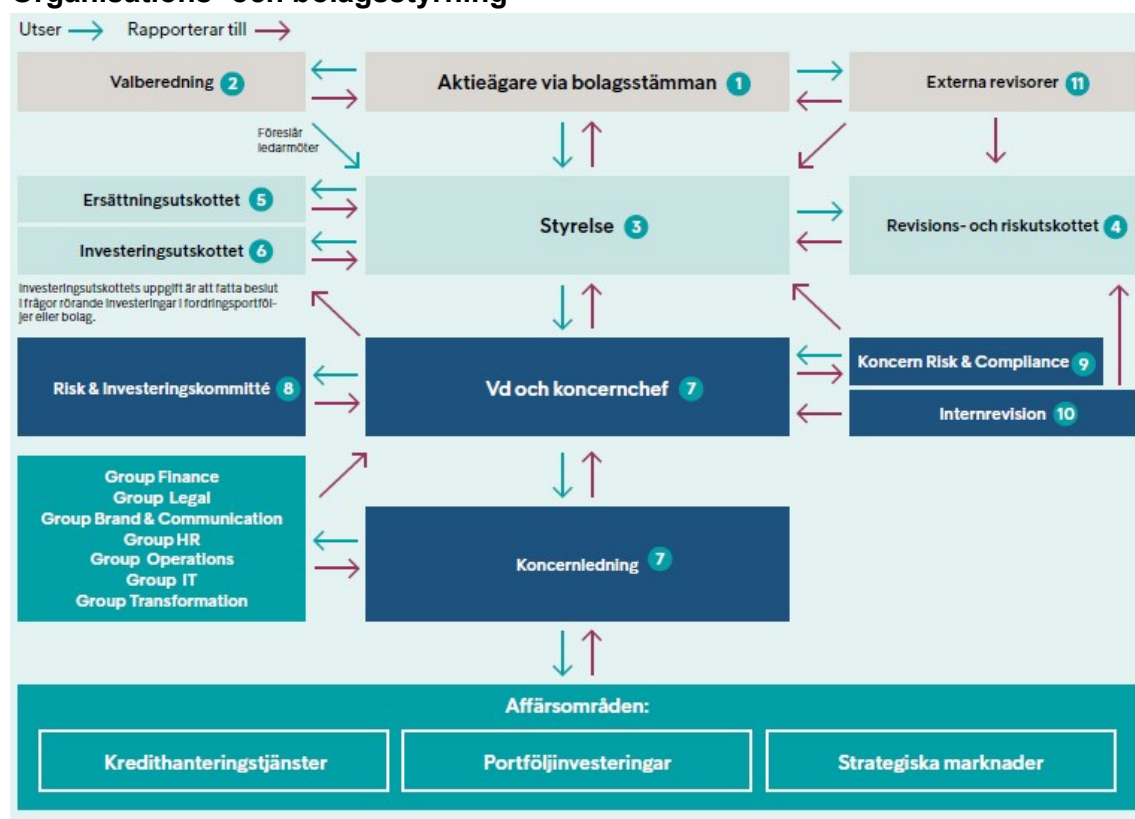 Organisations- och bolagsstyrning
Utser
Rapporterar till
Valberedning 2
Aktieägare via bolagsstämman 1
Externa revisorer 11
Föreslår
ledarmöter
Ersättningsutskottet 5
Styrelse 3
Revisions- och riskutskottet 4
Investeringsutskottet 6
Investeringsutskottets uppgift är att fatta beslut
i frågor rörande investeringar i fordringsportföl-
jer eller bolag.
Risk & Investeringskommitté 8
Vd och koncernchef 7
Koncern Risk & Compliance 9
Internrevision 10
Group Finance
Group Legal
Group Brand & Communication
Group HR
Group Operations
Group IT
Group Transformation
Koncernledning 7
Affärsområden:
Kredithanteringstjänster
Portföljinvesteringar
Strategiska marknader